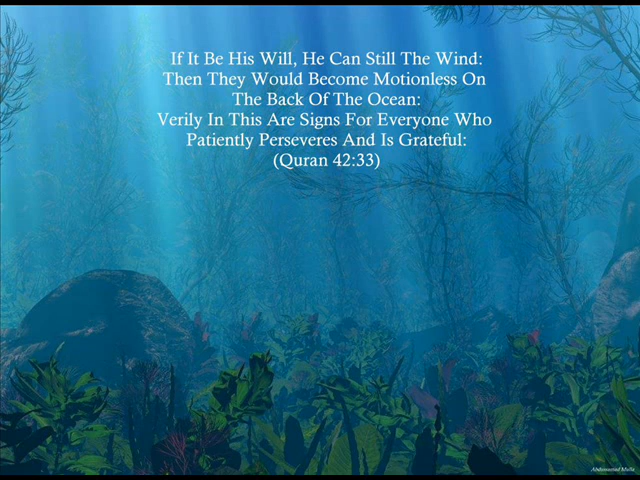 If It Be His Will, He Can Still The Wind:
Then They Would Become Motionless On
The Back Of The Ocean:
Verily In This Are Signs For Everyone Who
Patiently Perseveres And Is Grateful:
(Quran 42:33)